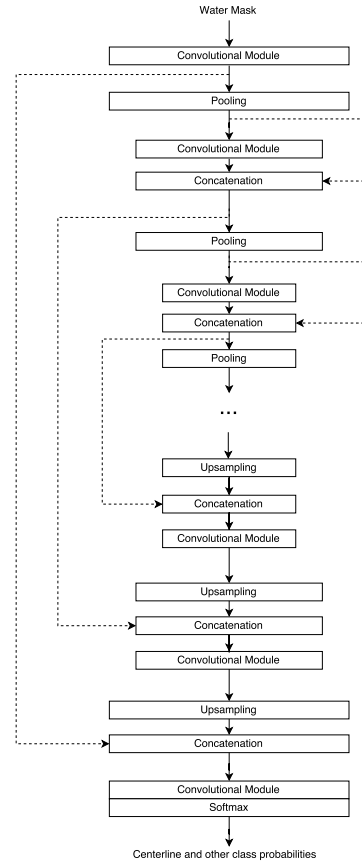 Water Mask
Convolutional Module
Pooling
Convolutional Module
Concatenation
Pooling
Convolutional Module
Concatenation
Pooling
...
Upsampling
Concatenation
Convolutional Module
Upsampling
Concatenation
Convolutional Module
Upsampling
Concatenation
Convolutional Module
Softmax
Centerline and other class probabilities